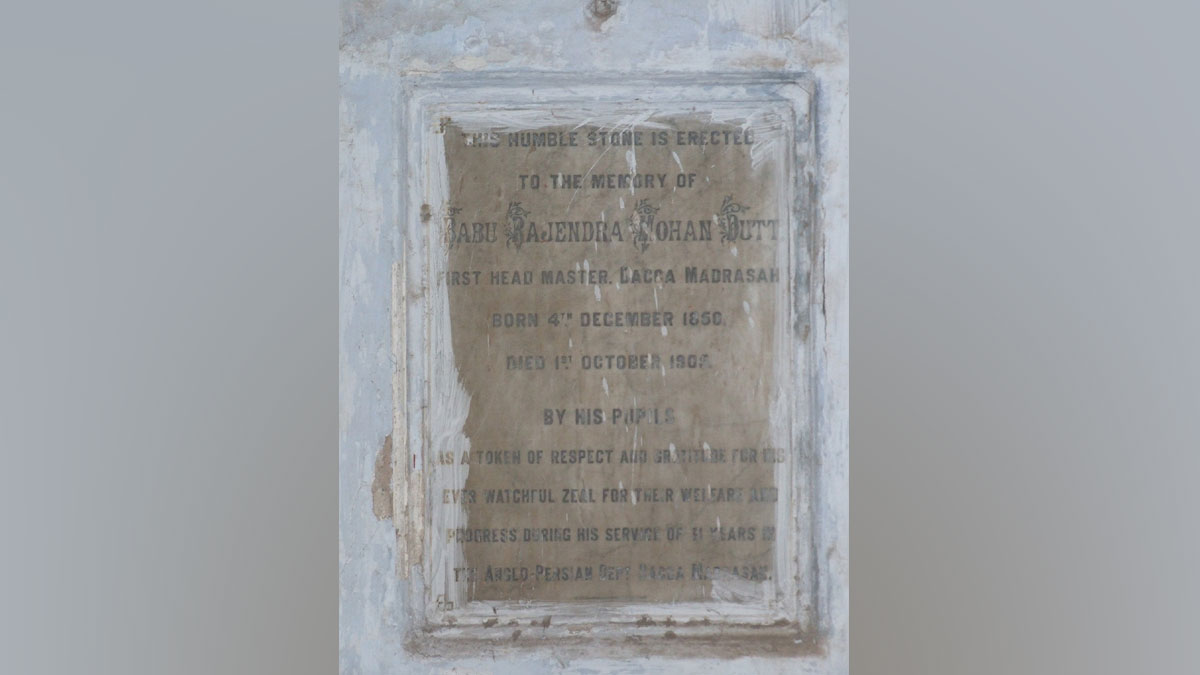 THIS HUMBLE STONE IS ERECTED
TO THE MEMORY OF
BABU RAJENDRA MOHAN DUTT
FIRST HEAD MASTER, DACCA MADRASAH
BORN 4TH DECEMBER 1850,
DIED 1ST OCTOBER
BY HIS PUPILS
AS A TOKEN OF RESPECT AND GRATITUDE FOR HIS
EVER WATCHFUL ZEAL FOR THEIR WELFARE AND
PROGRESS DURING HIS SERVICE OF YEARS IN
THE ANGLO-PERSIAN DEPT DACCA MADRASAH.